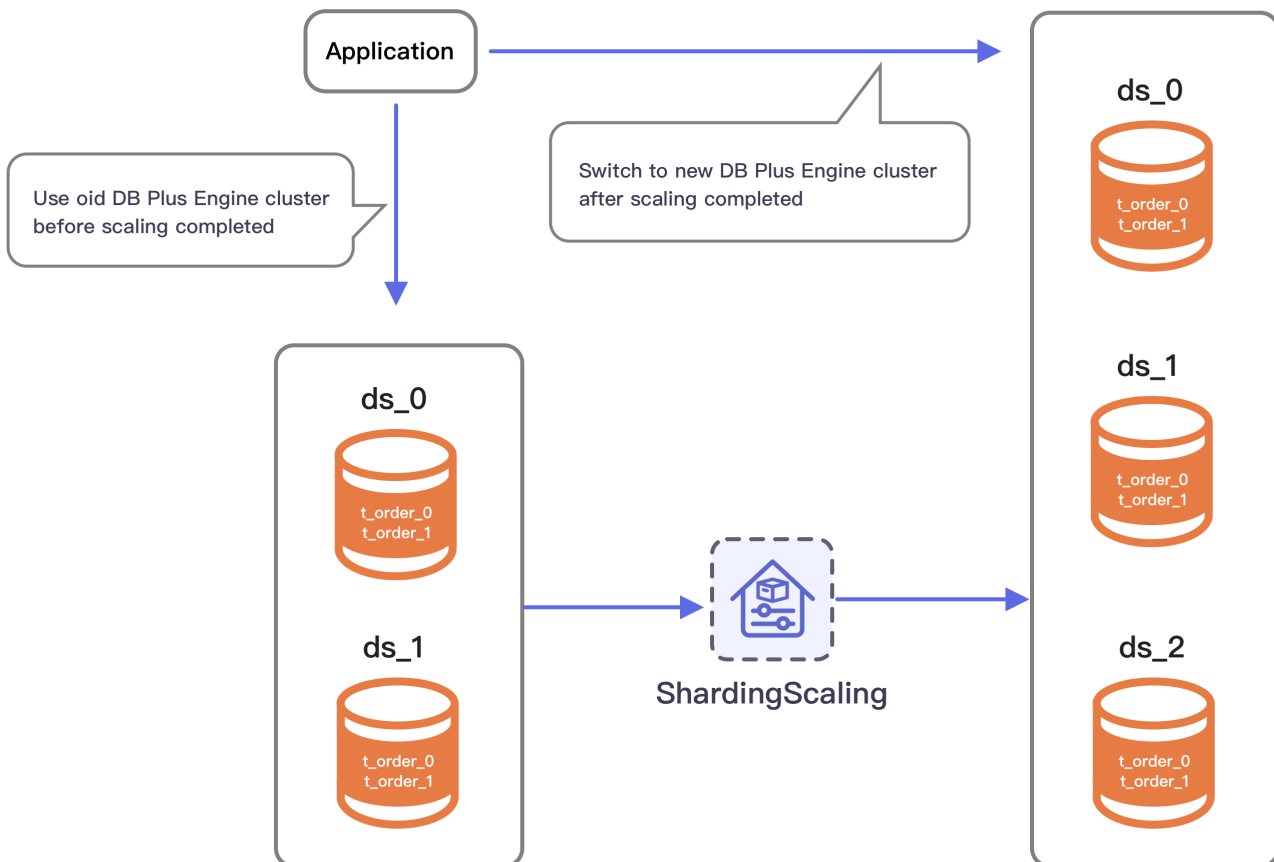 Application
Use oid DB Plus Engine cluster
before scaling completed
Switch to new DB Plus Engine cluster
after scaling completed
ds_0
t_order_0
t_order_1
ds_1
t_order_0
t_order_1
ShardingScaling
ds_0
t_order_0
t_order_1
ds_1
t_order_0
t_order_1
ds_2
t_order_0
t_order_1